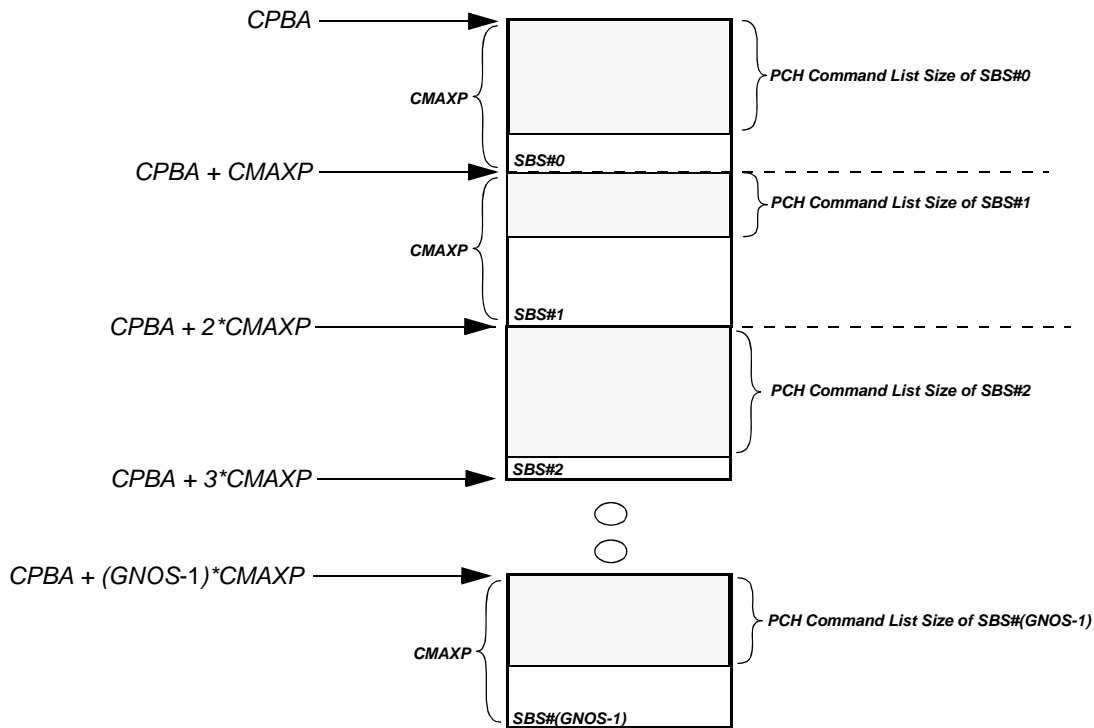 CPBA
PCH Command List Size of SBS#0
CMAXP
SBS#0
CPBA + CMAXP
PCH Command List Size of SBS#1
CMAXP
SBS#1
CPBA + 2*CMAXP
PCH Command List Size of SBS#2
SBS#2
CPBA + 3*CMAXP
CPBA + (GNOS-1)*CMAXP
PCH Command List Size of SBS#(GNOS-1)
CMAXP
SBS#(GNOS-1)